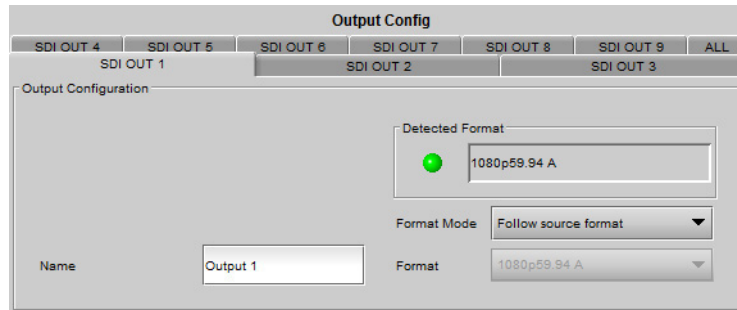 Output Config
SDI OUT 4 SDI OUT 5 SDI OUT 6 SDI OUT 7 SDI OUT 8 SDI OUT 9 ALL
SDI OUT 1 SDI OUT 2 SDI OUT 3
Output Configuration
Detected Format
1080p59.94 A
Format Mode Follow source format
Name Output 1 Format 1080p59.94 A